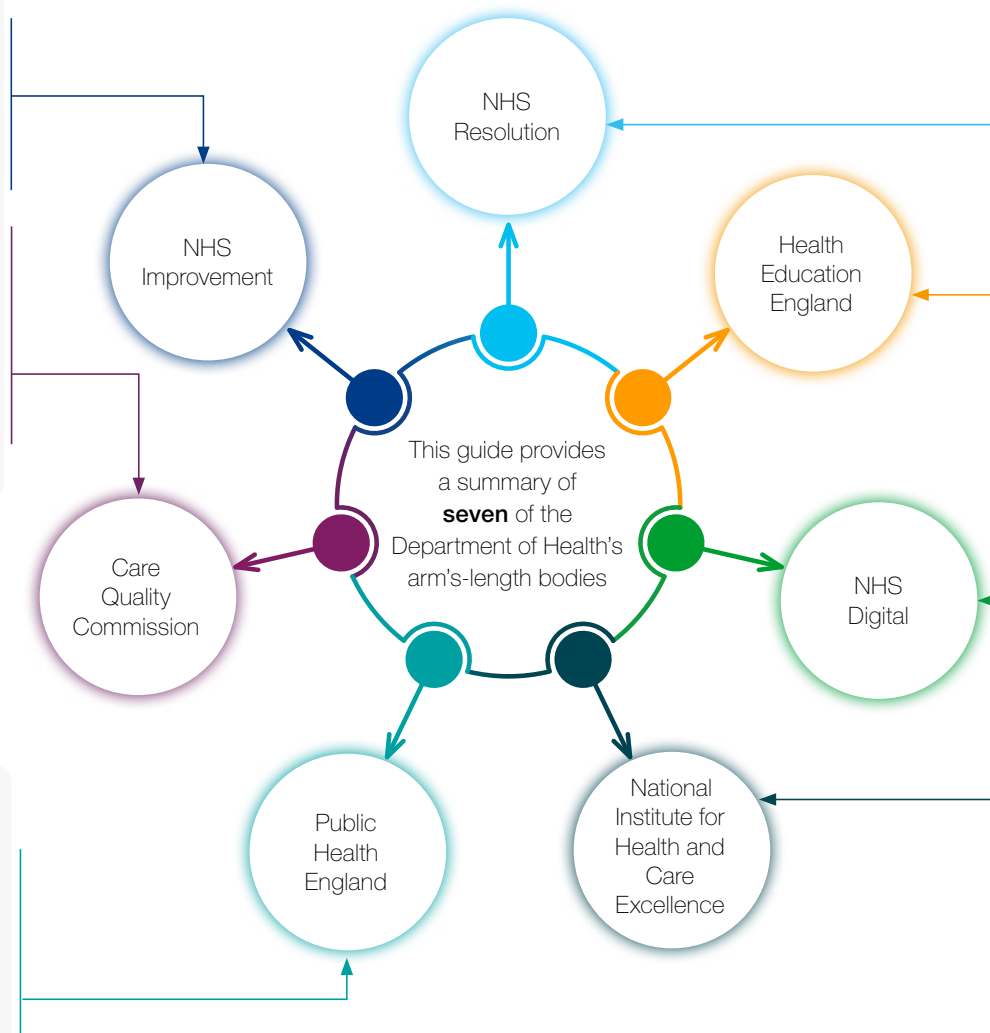 NHS
Resolution
Health
Education
England
NHS
Improvement
This guide provides
a summary of
seven of the
Department of Health's
arm's-length bodies
Care
Quality
Commission
NHS
Digital
Public
Health
England
National
Institute for
Health and
Care
Excellence